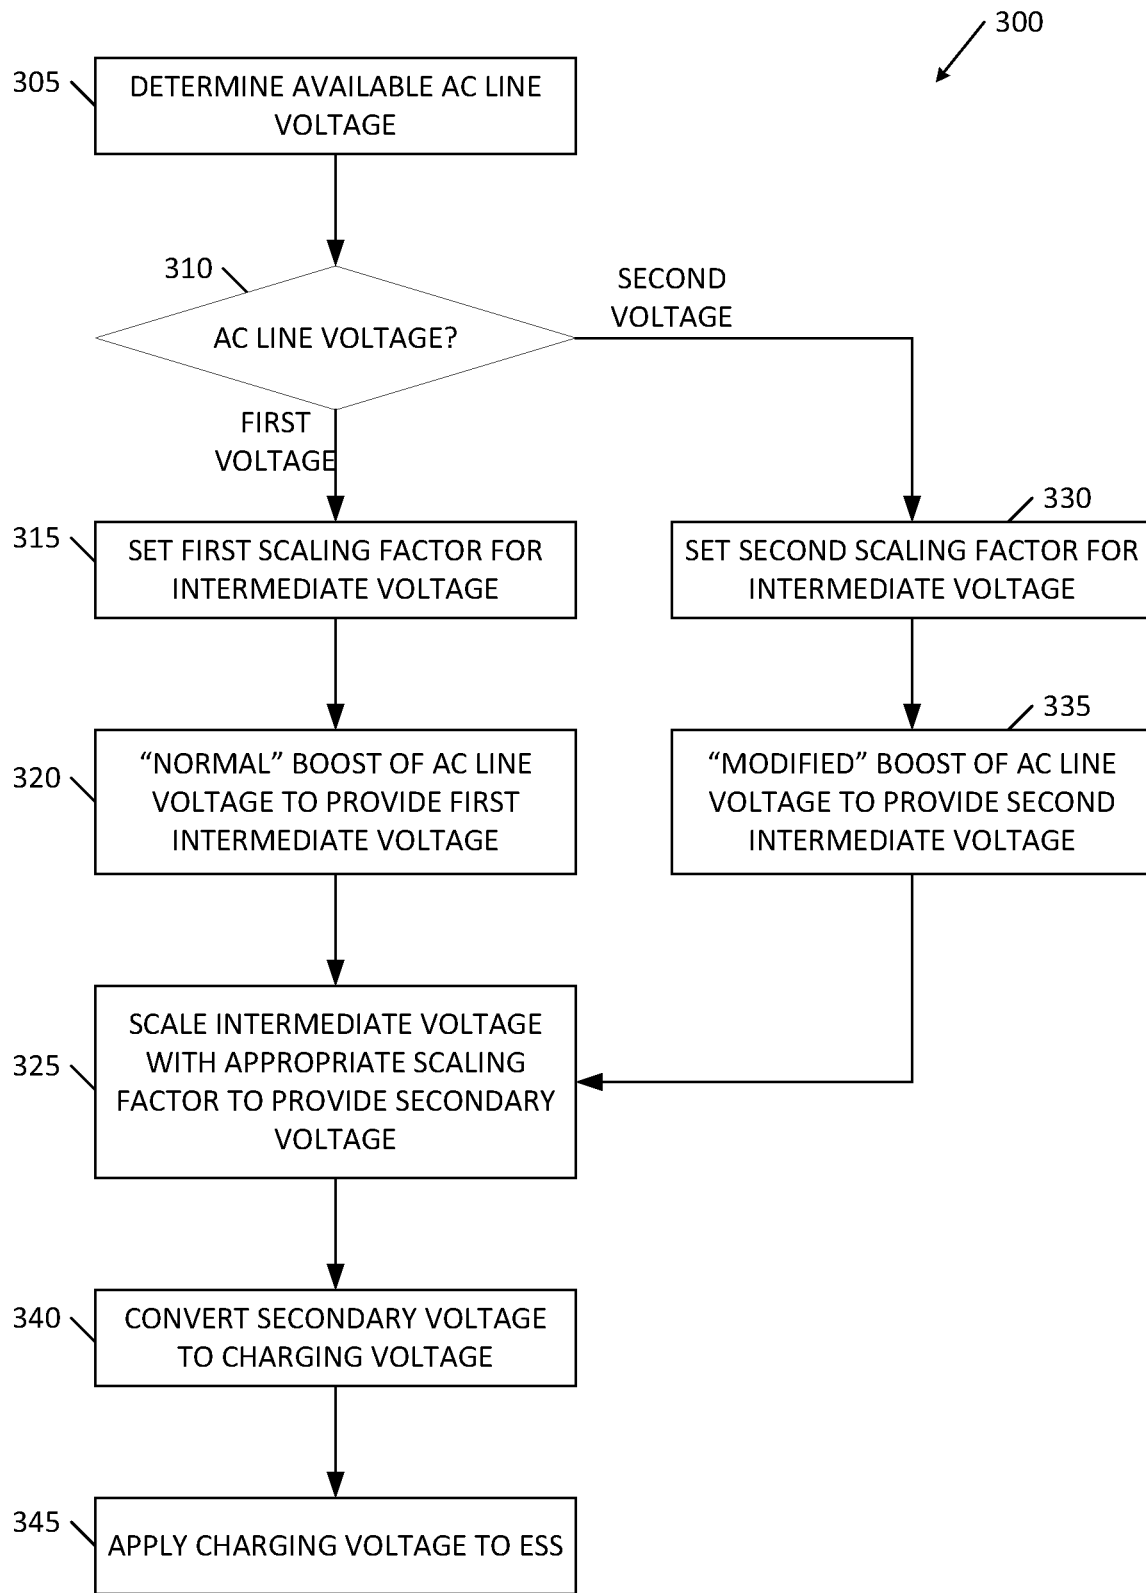 300
305
DETERMINE AVAILABLE AC LINE
VOLTAGE
310
AC LINE VOLTAGE?
SECOND
VOLTAGE
FIRST
VOLTAGE
315
SET FIRST SCALING FACTOR FOR
INTERMEDIATE VOLTAGE
330
SET SECOND SCALING FACTOR FOR
INTERMEDIATE VOLTAGE
320
“NORMAL” BOOST OF AC LINE
VOLTAGE TO PROVIDE FIRST
INTERMEDIATE VOLTAGE
335
“MODIFIED” BOOST OF AC LINE
VOLTAGE TO PROVIDE SECOND
INTERMEDIATE VOLTAGE
325
SCALE INTERMEDIATE VOLTAGE
WITH APPROPRIATE SCALING
FACTOR TO PROVIDE SECONDARY
VOLTAGE
340
CONVERT SECONDARY VOLTAGE
TO CHARGING VOLTAGE
345
APPLY CHARGING VOLTAGE TO ESS